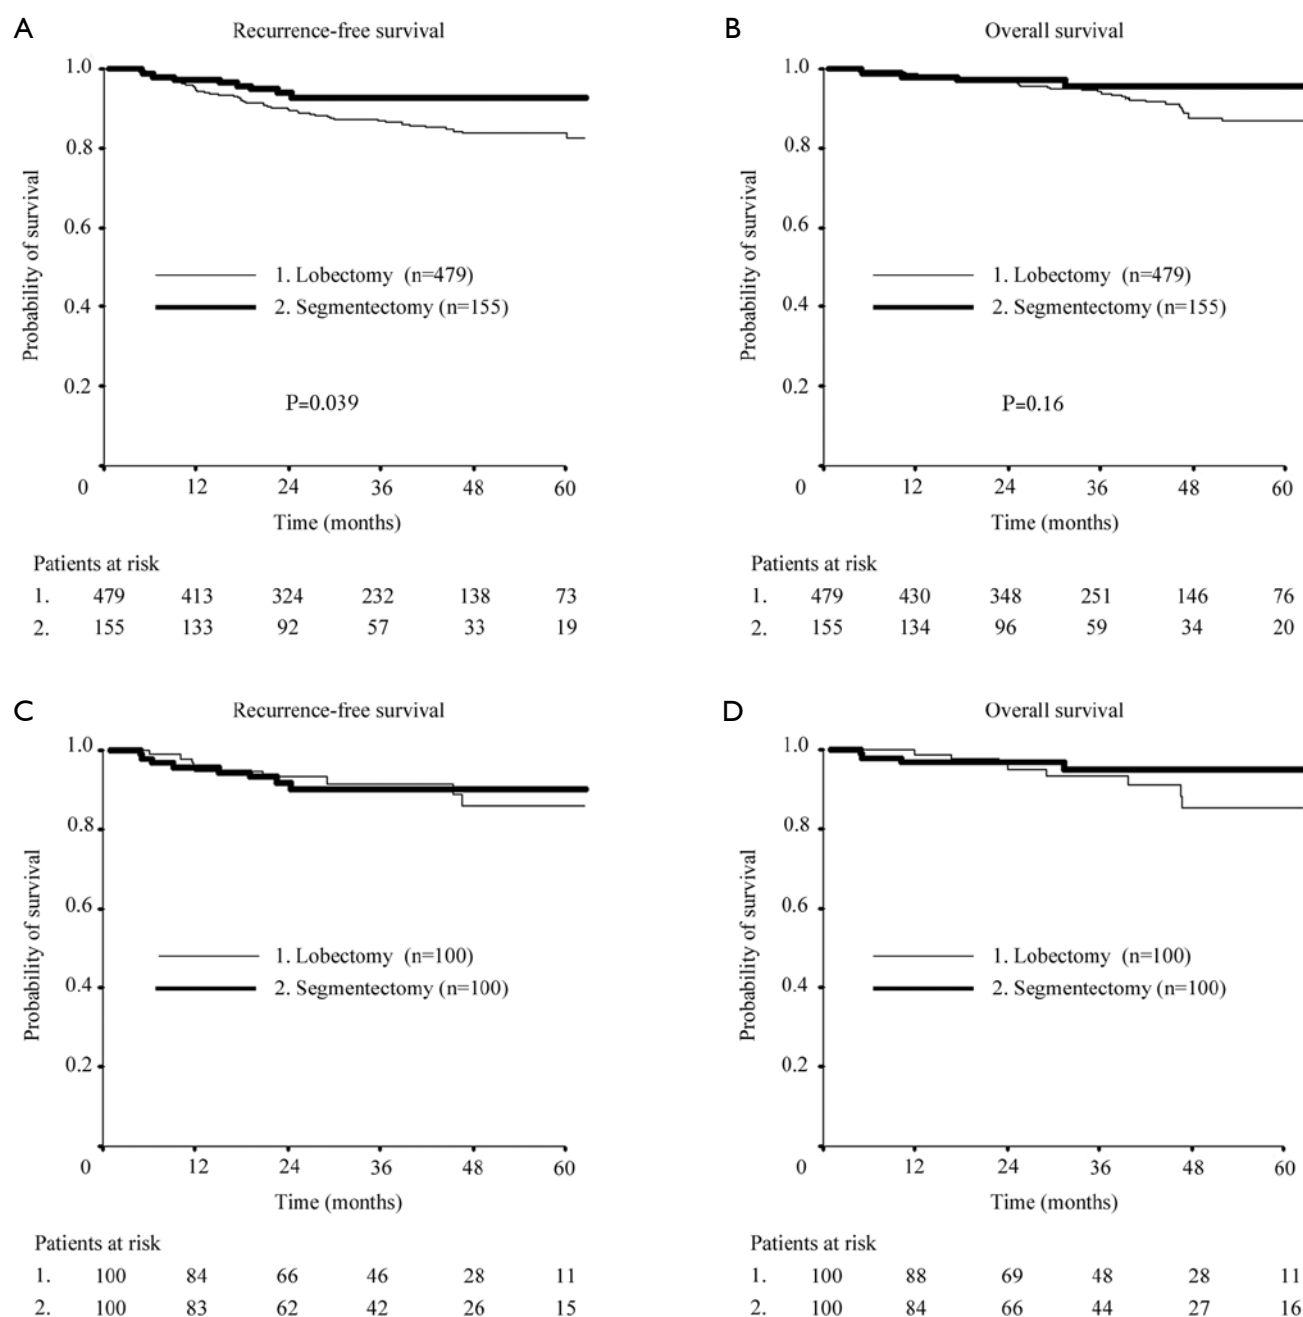 A
Recurrence-free survival
1.0
0.8
0.6
0.4
0.2
0
12
24
36
48
60
Probability of survival
1. Lobectomy (n=479)
2. Segmentectomy (n=155)
P=0.039
Time (months)
Patients at risk
1. 479 413 324 232 138 73
2. 155 133 92 57 33 19
B
Overall survival
1.0
0.8
0.6
0.4
0.2
0
12
24
36
48
60
Probability of survival
1. Lobectomy (n=479)
2. Segmentectomy (n=155)
P=0.16
Time (months)
Patients at risk
1. 479 430 348 251 146 76
2. 155 134 96 59 34 20
C
Recurrence-free survival
1.0
0.8
0.6
0.4
0.2
0
12
24
36
48
60
Probability of survival
1. Lobectomy (n=100)
2. Segmentectomy (n=100)
Time (months)
Patients at risk
1. 100 84 66 46 28 11
2. 100 83 62 42 26 15
D
Overall survival
1.0
0.8
0.6
0.4
0.2
0
12
24
36
48
60
Probability of survival
1. Lobectomy (n=100)
2. Segmentectomy (n=100)
Time (months)
Patients at risk
1. 100 88 69 48 28 11
2. 100 84 66 44 27 16